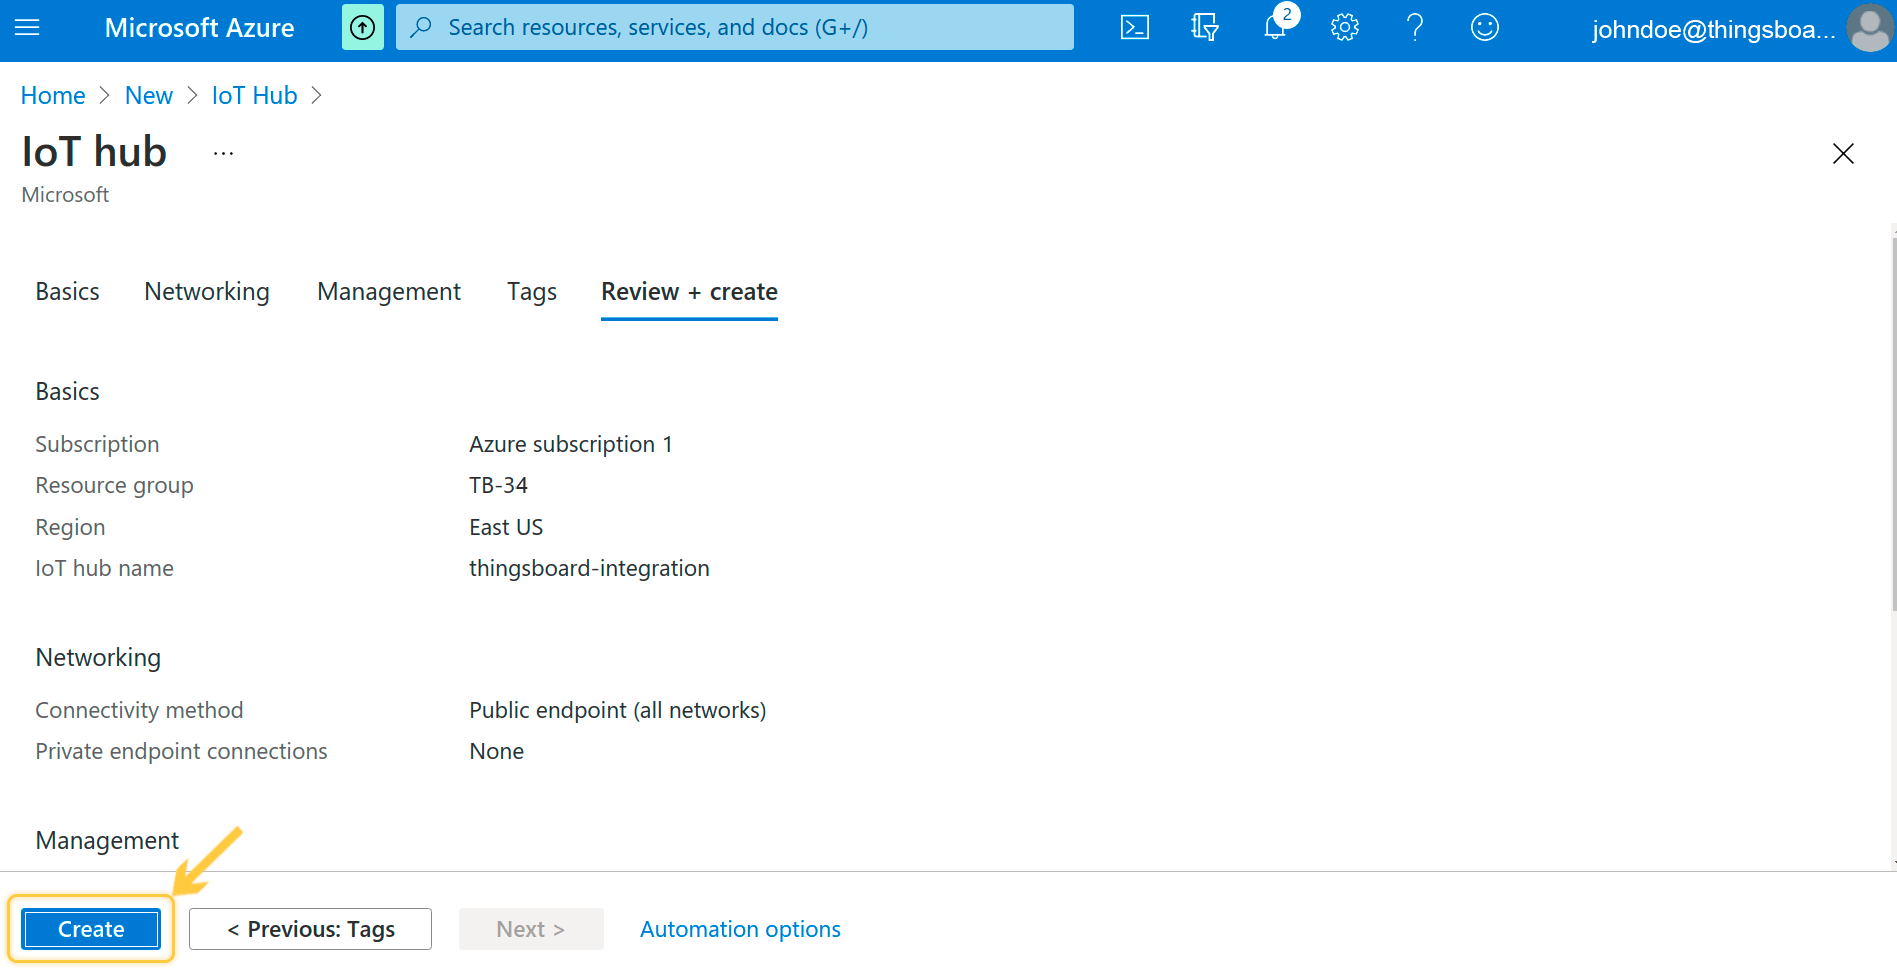 Microsoft Azure
Search resources, services, and docs (G+/)
2
johndoe@thingsboa...
Home > New > IoT Hub >
IoT hub ...
Microsoft
Basics Networking Management Tags Review + create
Basics
Subscription Azure subscription 1
Resource group TB-34
Region East US
IoT hub name thingsboard-integration
Networking
Connectivity method Public endpoint (all networks)
Private endpoint connections None
Management
Create < Previous: Tags Next > Automation options